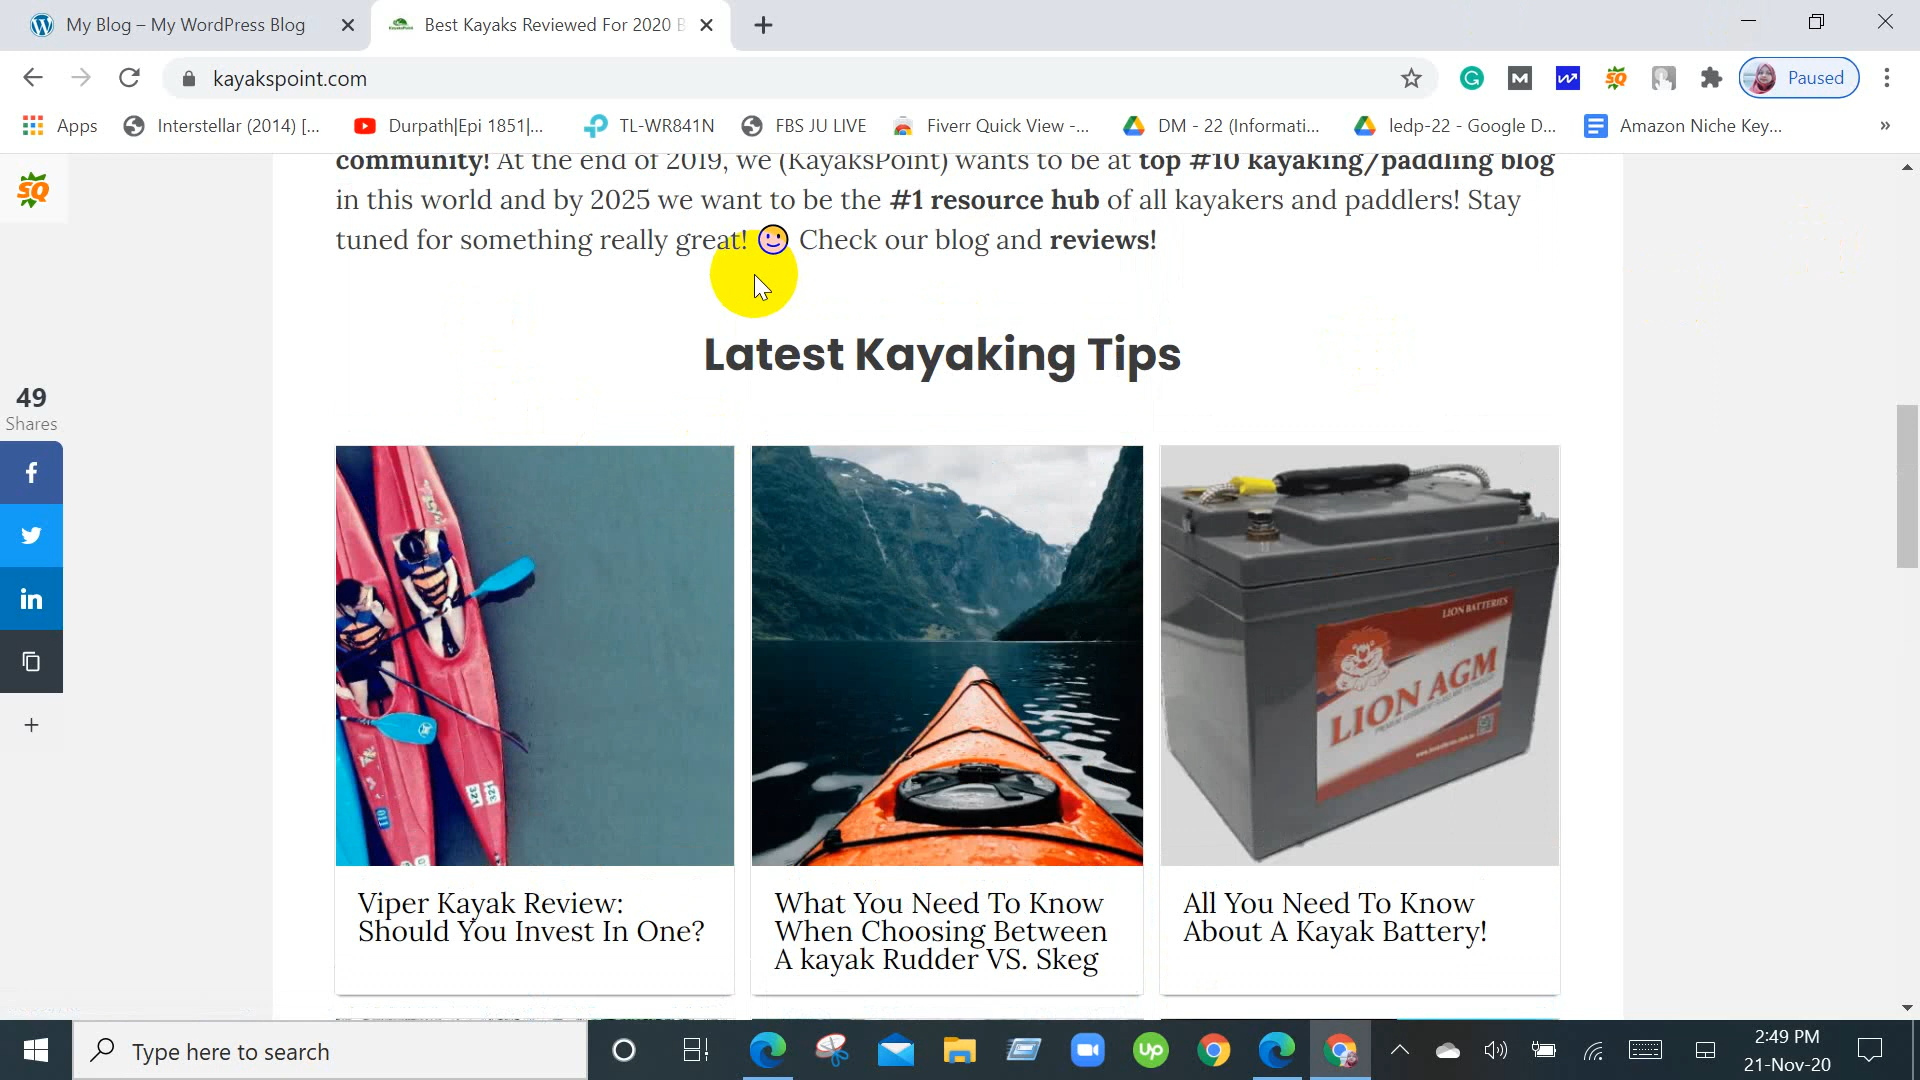 My Blog – My WordPress Blog
Best Kayaks Reviewed For 2020 B
kayakspoint.com
Paused
Apps
Interstellar (2014) [...
Durpath|Epi 1851|...
TL-WR841N
FBS JU LIVE
Fiverr Quick View -...
DM - 22 (Informati...
ledp-22 - Google D...
Amazon Niche Key...
»
SQ
community! At the end of 2019, we (KayaksPoint) wants to be at top #10 kayaking/paddling blog
in this world and by 2025 we want to be the #1 resource hub of all kayakers and paddlers! Stay
tuned for something really great! 🙂 Check our blog and reviews!
Latest Kayaking Tips
49
Shares
LION BATTERIES
LION AGM
Viper Kayak Review:
Should You Invest In One?
What You Need To Know
When Choosing Between
A kayak Rudder VS. Skeg
All You Need To Know
About A Kayak Battery!
Type here to search
Up
2:49 PM
21-Nov-20